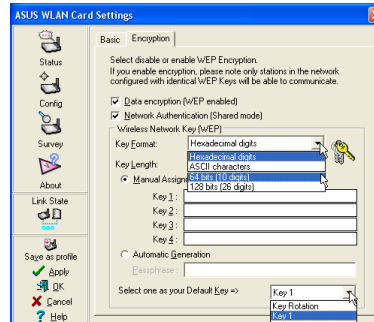 ASUS WLAN Card Settings
Status
Config
Survey
About
Link State
Save as profile
Apply
OK
Cancel
Help
Basic
Encryption
Select disable or enable WEP Encryption.
If you enable encryption, please note only stations in the network
configured with identical WEP Keys will be able to communicate.
Data encryption (WEP enabled)
Network Authentication (Shared mode)
Wireless Network Key (WEP)
Key Format:
Hexadecimal digits
Hexadecimal digits
ASCII characters
Key Length:
64 bits (10 digits)
128 bits (26 digits)
Manual Assign
Key 1 :
Key 2 :
Key 3 :
Key 4 :
Automatic Generation
Passphrase :
Select one as your Default Key =>
Key 1
Key Rotation
Key 1